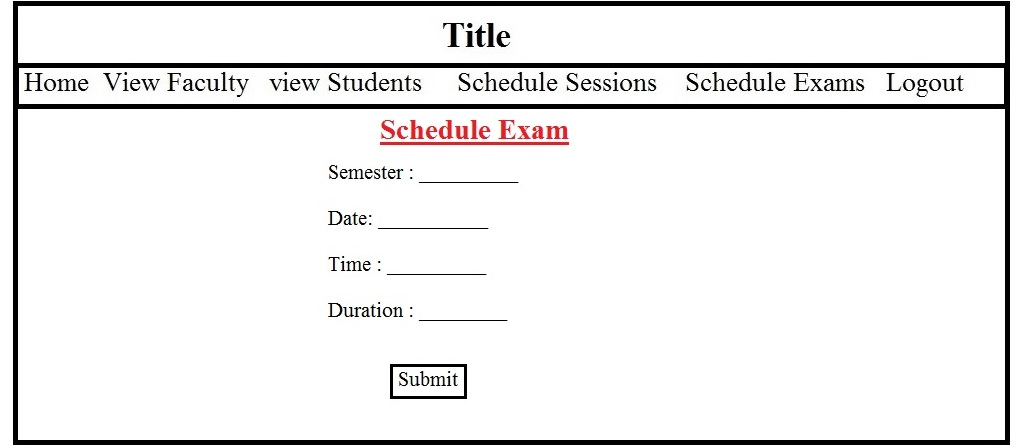 Title
Home View Faculty view Students Schedule Sessions Schedule Exams Logout
Schedule Exam
Semester : __________
Date: ___________
Time : __________
Duration : _________
Submit